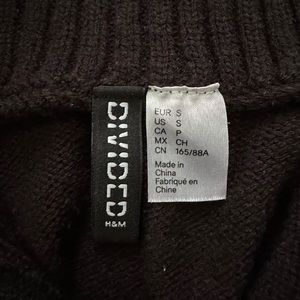 DIVIDED
H&M
EUR S
US S
CA P
MX CH
CN 165/88A
Made in
China
Fabriqué en
Chine